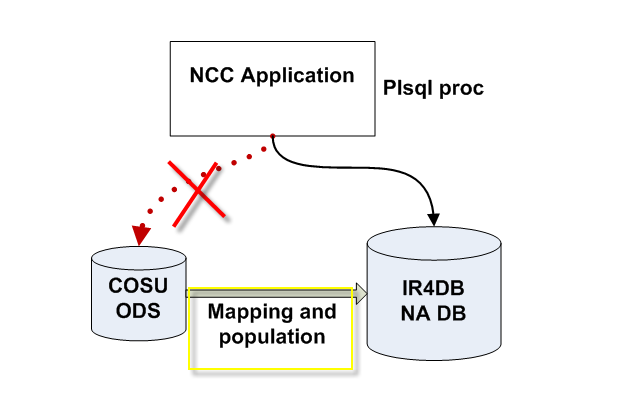 NCC Application
Plsql proc
COSU
ODS
Mapping and
population
IR4DB
NA DB